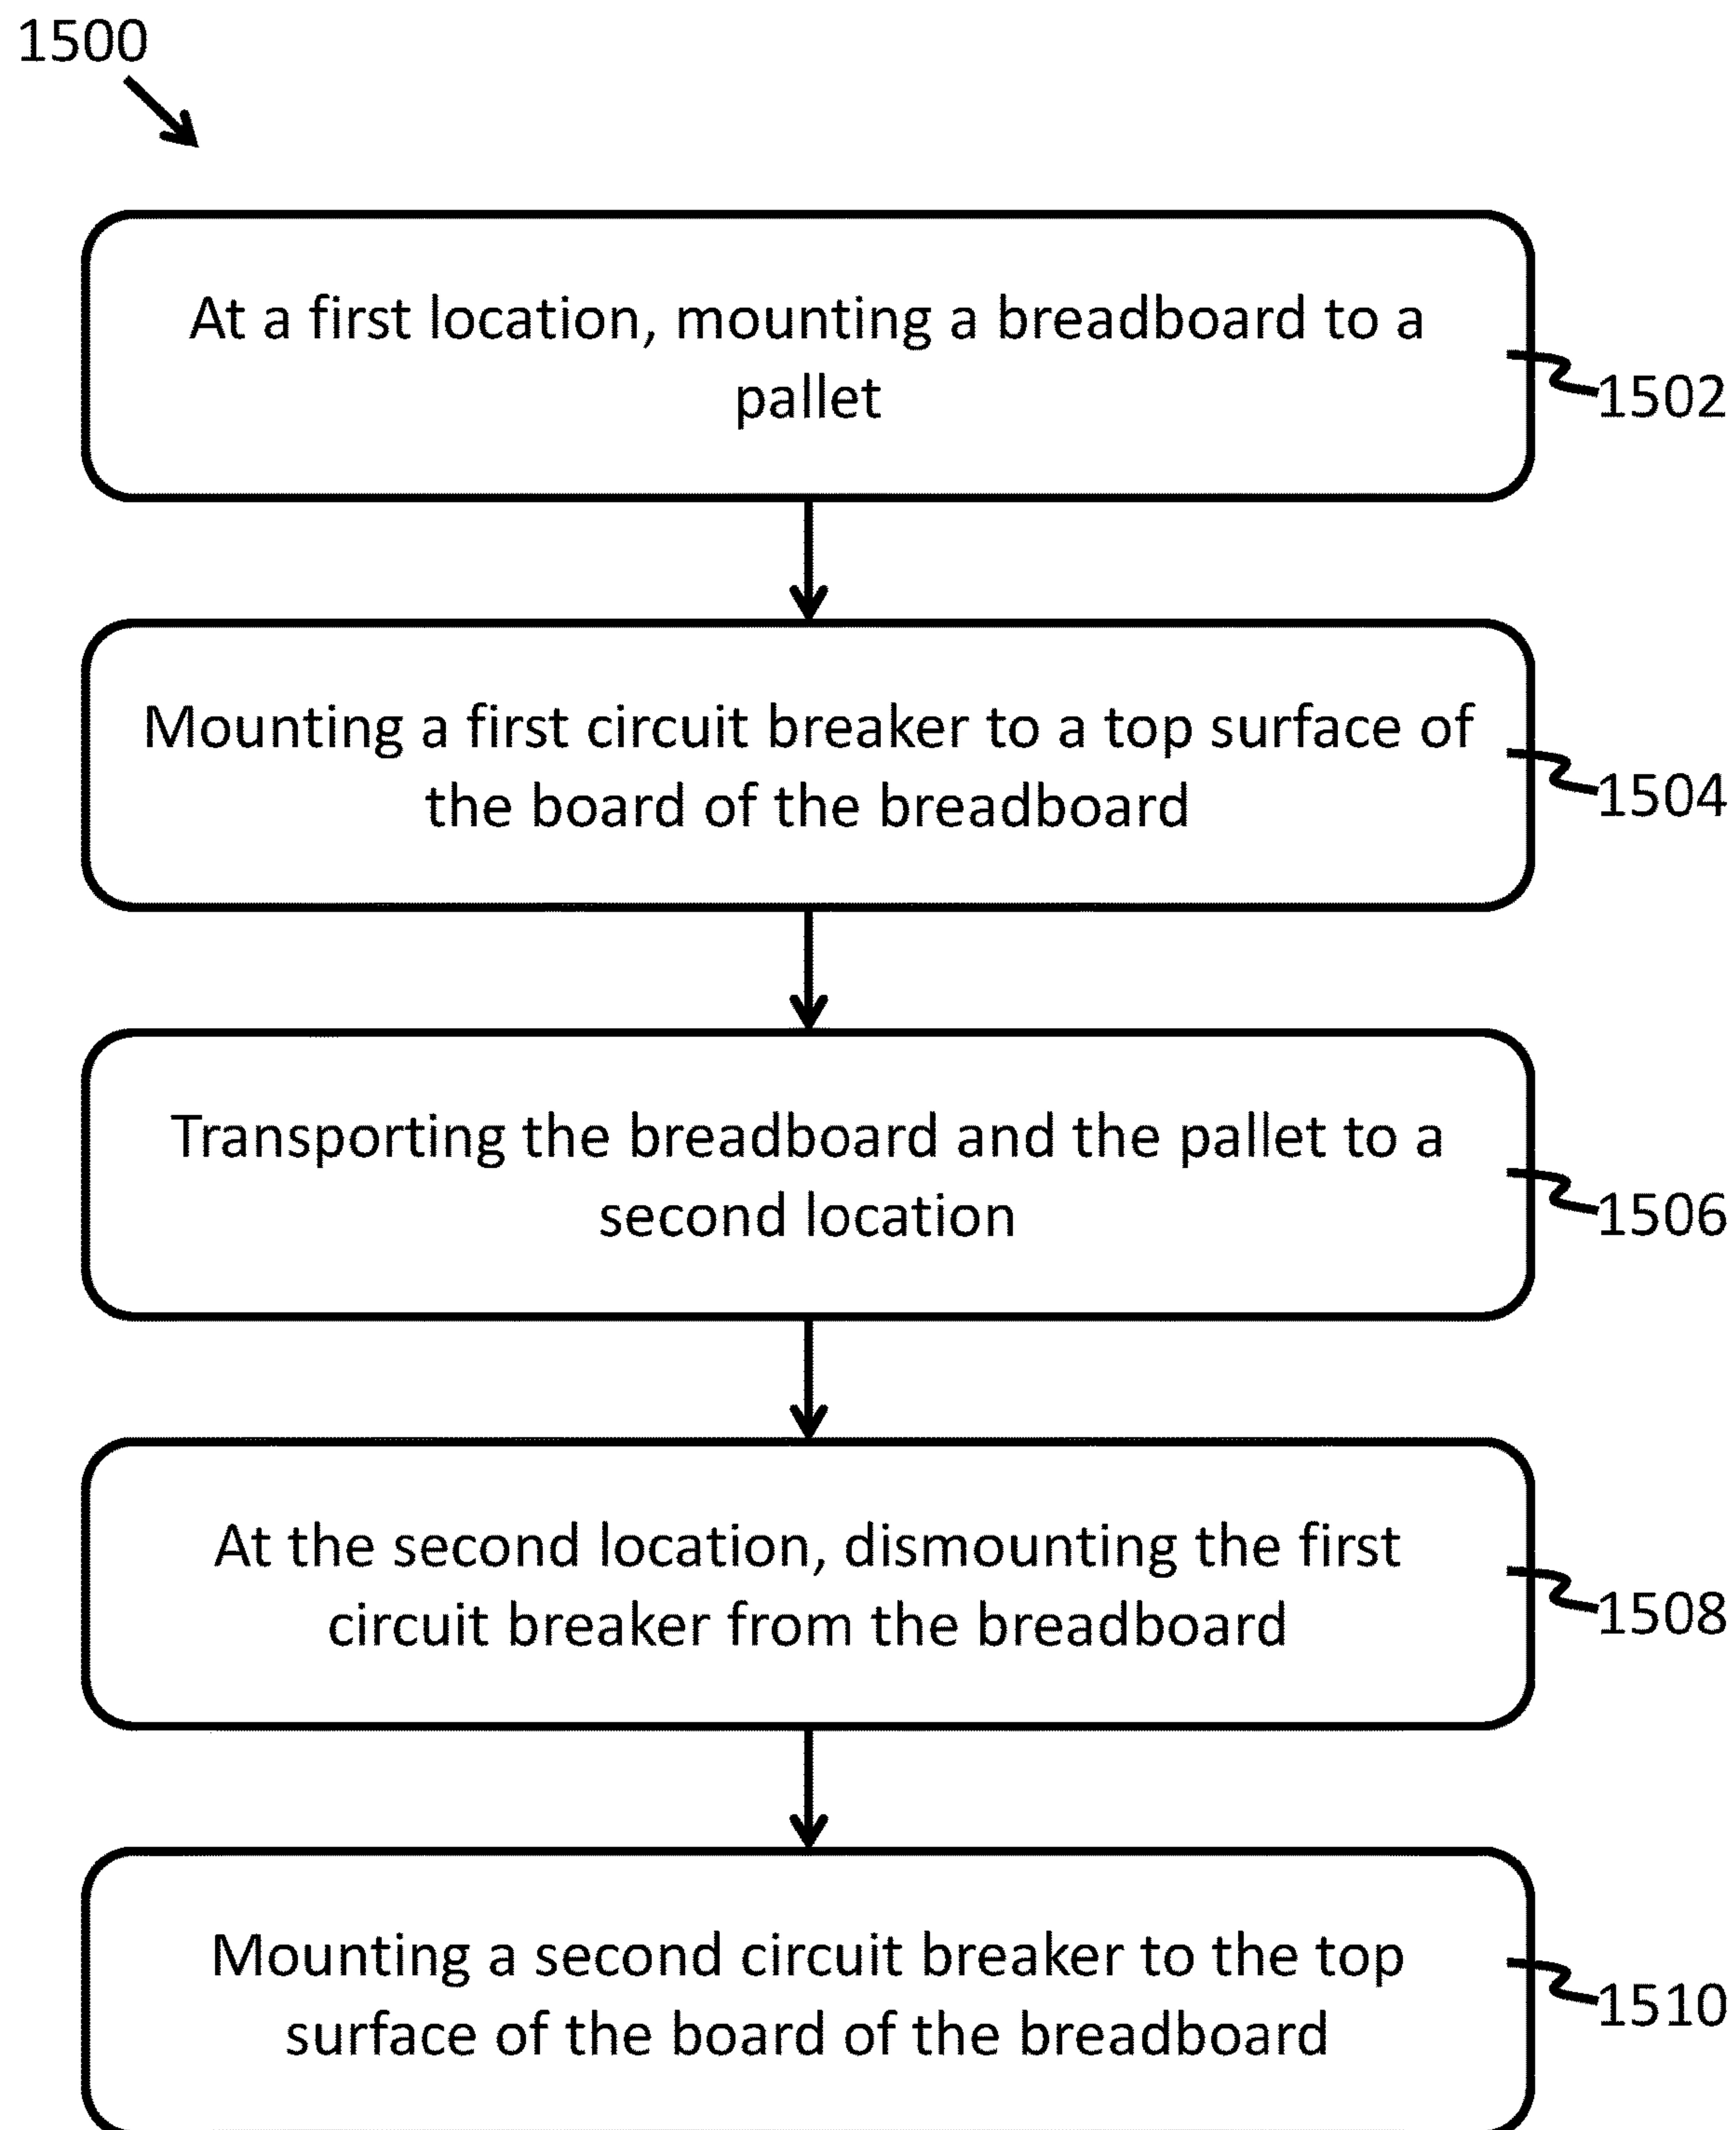 1500
At a first location, mounting a breadboard to a
pallet
1502
Mounting a first circuit breaker to a top surface of
the board of the breadboard
1504
Transporting the breadboard and the pallet to a
second location
1506
At the second location, dismounting the first
circuit breaker from the breadboard
1508
Mounting a second circuit breaker to the top
surface of the board of the breadboard
1510